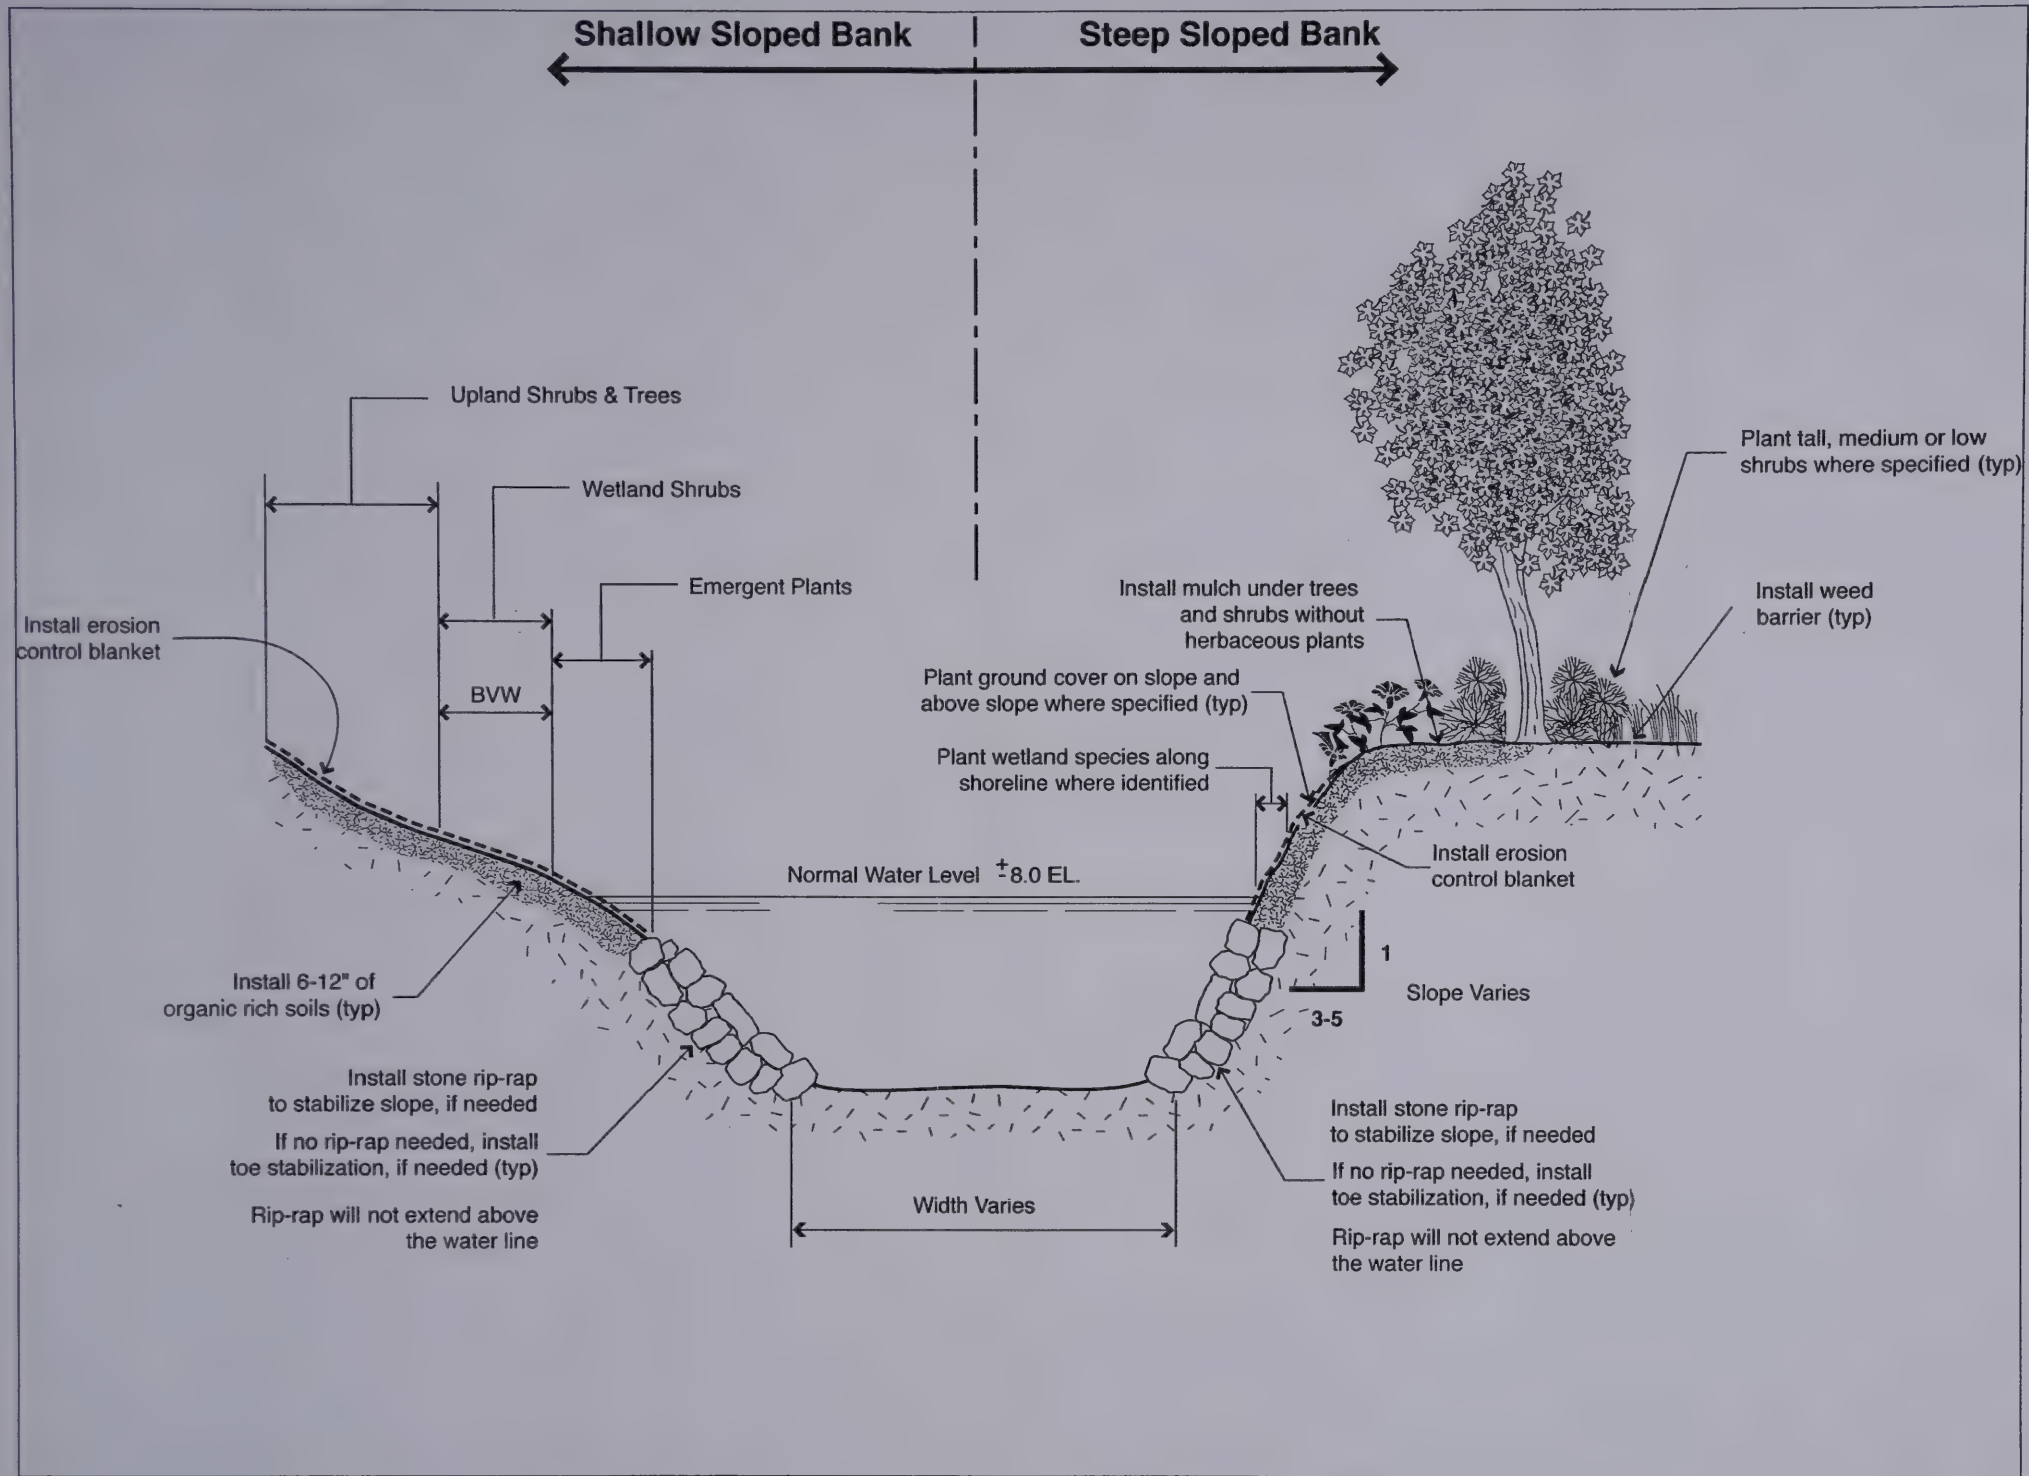 Shallow Sloped Bank
Steep Sloped Bank
Upland Shrubs & Trees
Wetland Shrubs
Emergent Plants
Install erosion
control blanket
BVW
Install mulch under trees
and shrubs without
herbaceous plants
Plant ground cover on slope and
above slope where specified (typ)
Plant wetland species along
shoreline where identified
Plant tall, medium or low
shrubs where specified (typ)
Install weed
barrier (typ)
Normal Water Level ±8.0 EL.
Install erosion
control blanket
1
Slope Varies
3-5
Install 6-12" of
organic rich soils (typ)
Install stone rip-rap
to stabilize slope, if needed
If no rip-rap needed, install
toe stabilization, if needed (typ)
Rip-rap will not extend above
the water line
Width Varies
Install stone rip-rap
to stabilize slope, if needed
If no rip-rap needed, install
toe stabilization, if needed (typ)
Rip-rap will not extend above
the water line